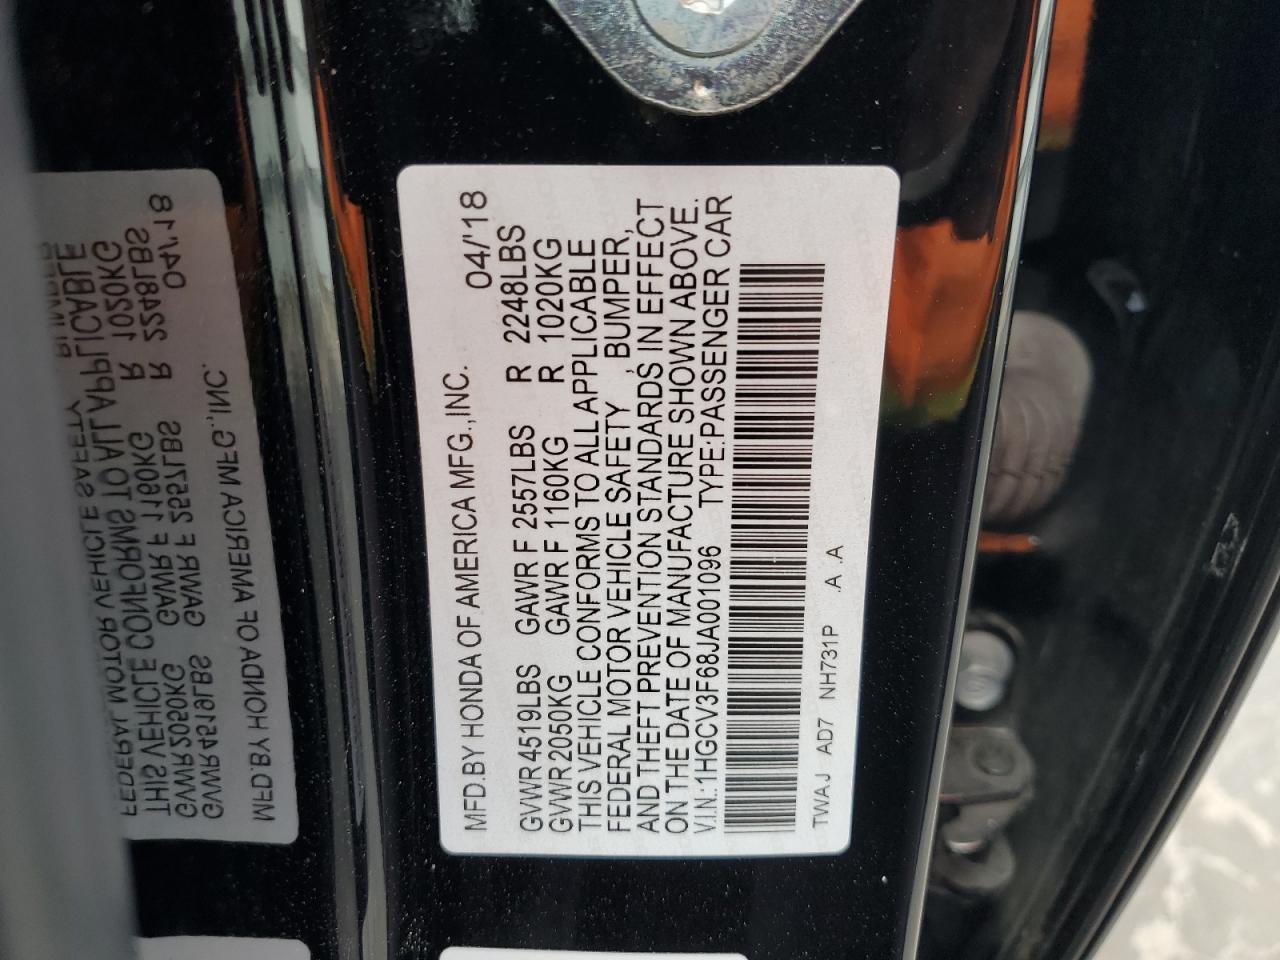 MFD.BY HONDA OF AMERICA MFG.,INC. 04/'18
GVWR 4519LBS GAWR F 2557LBS R 2248LBS
GVWR 2050KG GAWR F 1160KG R 1020KG
THIS VEHICLE CONFORMS TO ALL APPLICABLE
FEDERAL MOTOR VEHICLE SAFETY , BUMPER,
AND THEFT PREVENTION STANDARDS, IN EFFECT
ON THE DATE OF MANUFACTURE SHOWN ABOVE.
V.I.N.:1HGCV3F68JA001096 TYPE:PASSENGER CAR
TWAJ AD7 NH731P .A .A